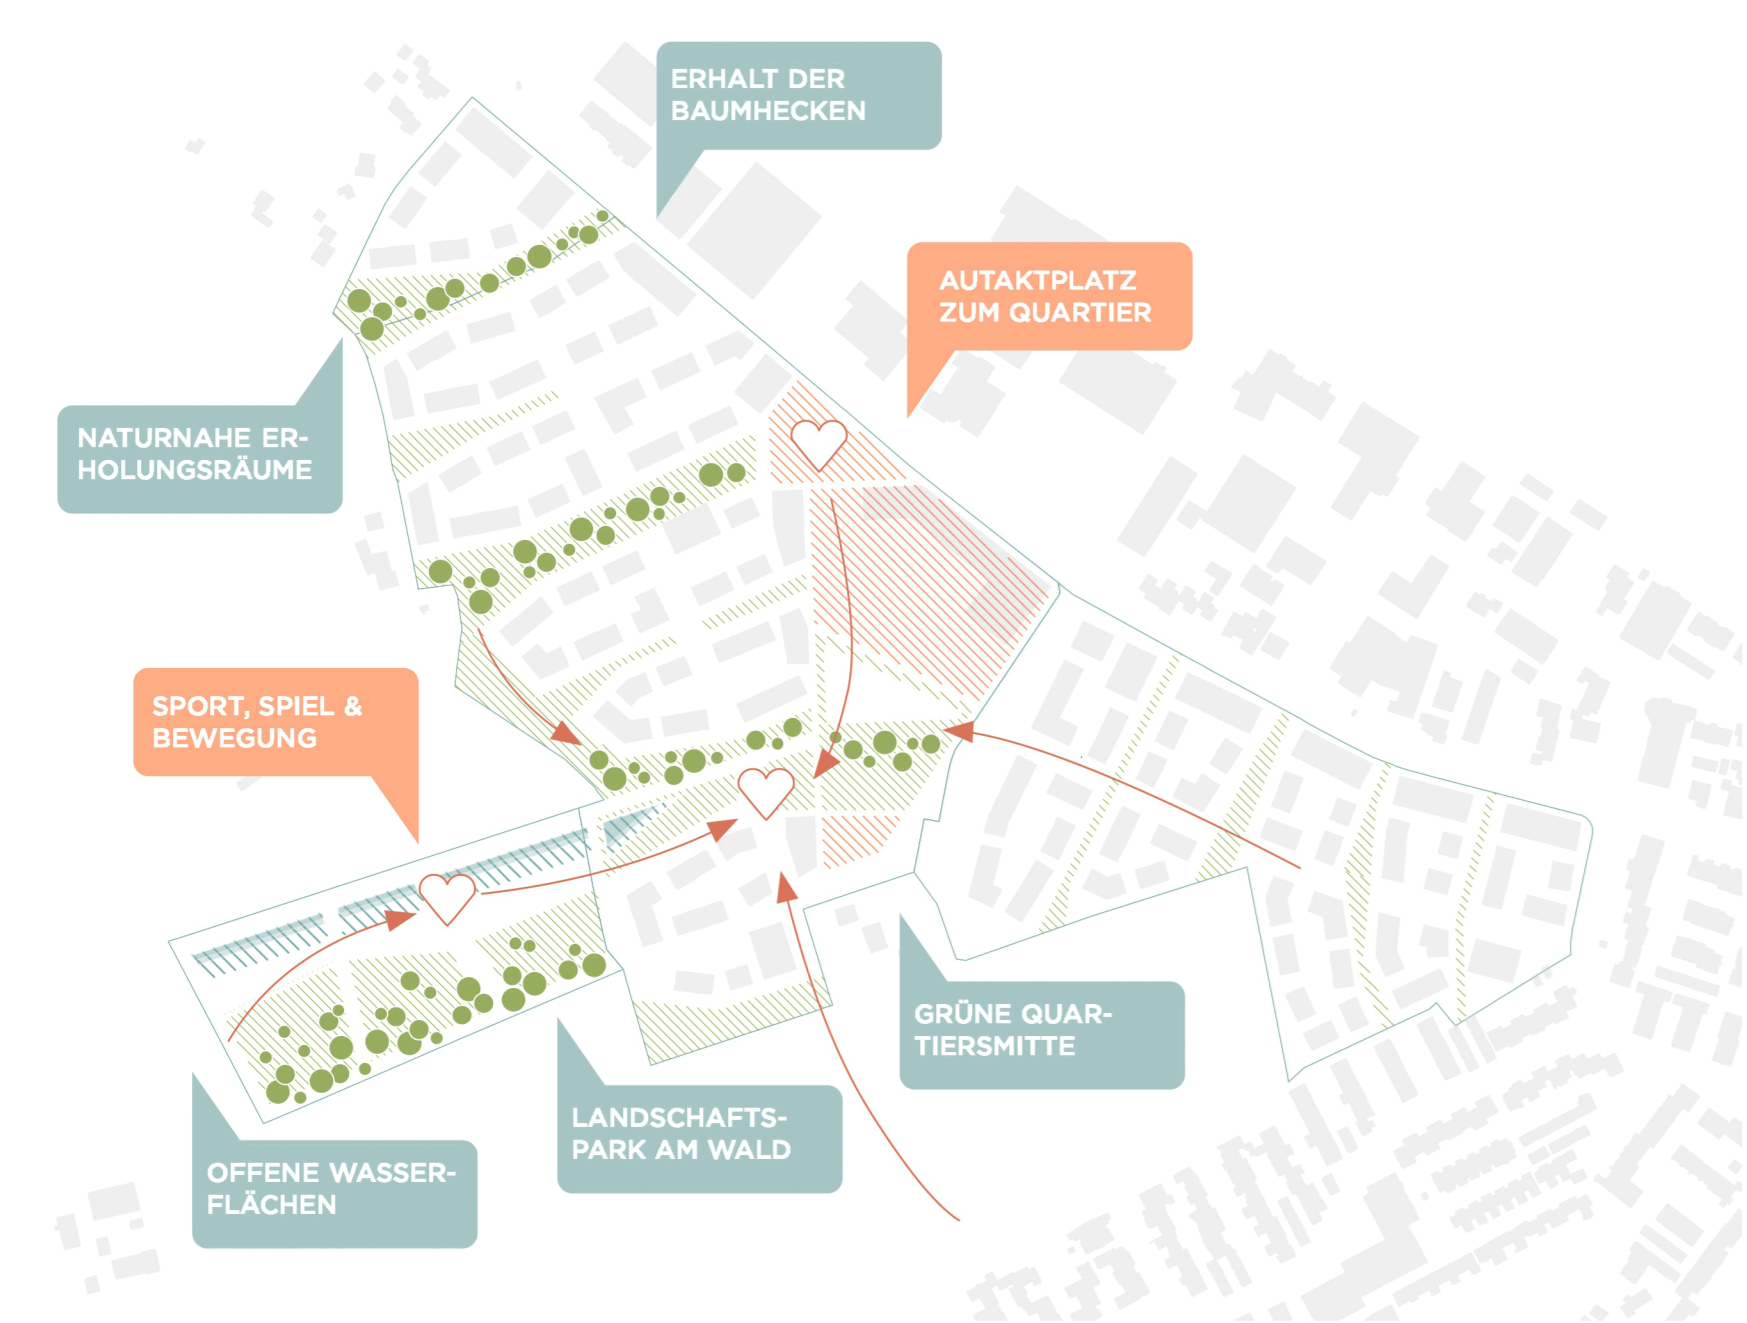 ERHALT DER
BAUMHECKEN
AUTAKTPLATZ
ZUM QUARTIER
NATURNAHE ER-
HOLUNGSRÄUME
SPORT, SPIEL &
BEWEGUNG
GRÜNE QUAR-
TIERSMITTE
LANDSCHAFTS-
PARK AM WALD
OFFENE WASSER-
FLÄCHEN